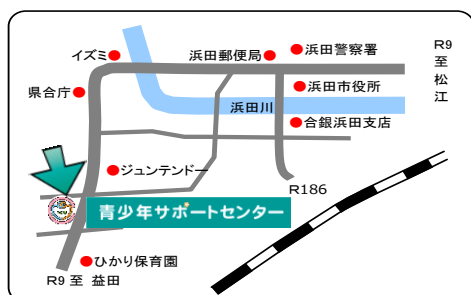 イズミ
浜田郵便局
浜田警察署
R9
至
松
江
県合庁
浜田市役所
浜田川
合銀浜田支店
ジュンテンドー
R186
青少年サポートセンター
ひかり保育園
R9 至 益田